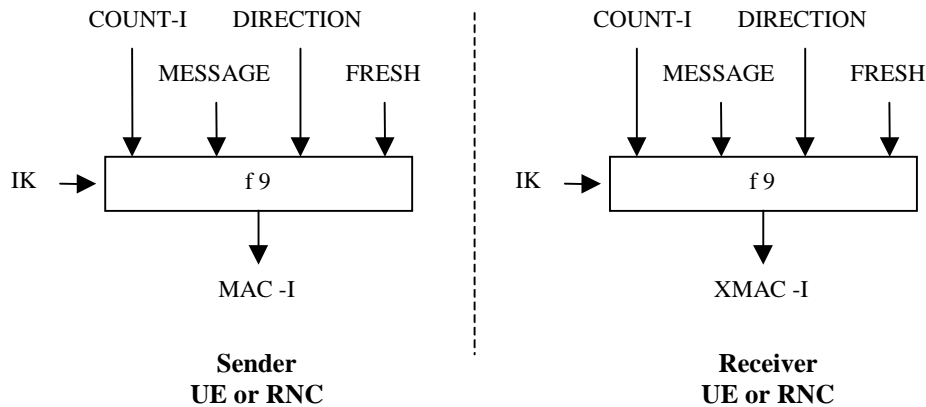 COUNT-I DIRECTION COUNT-I DIRECTION
MESSAGE FRESH MESSAGE FRESH
IK f 9 IK f 9
MAC -I XMAC -I
Sender Receiver
UE or RNC UE or RNC